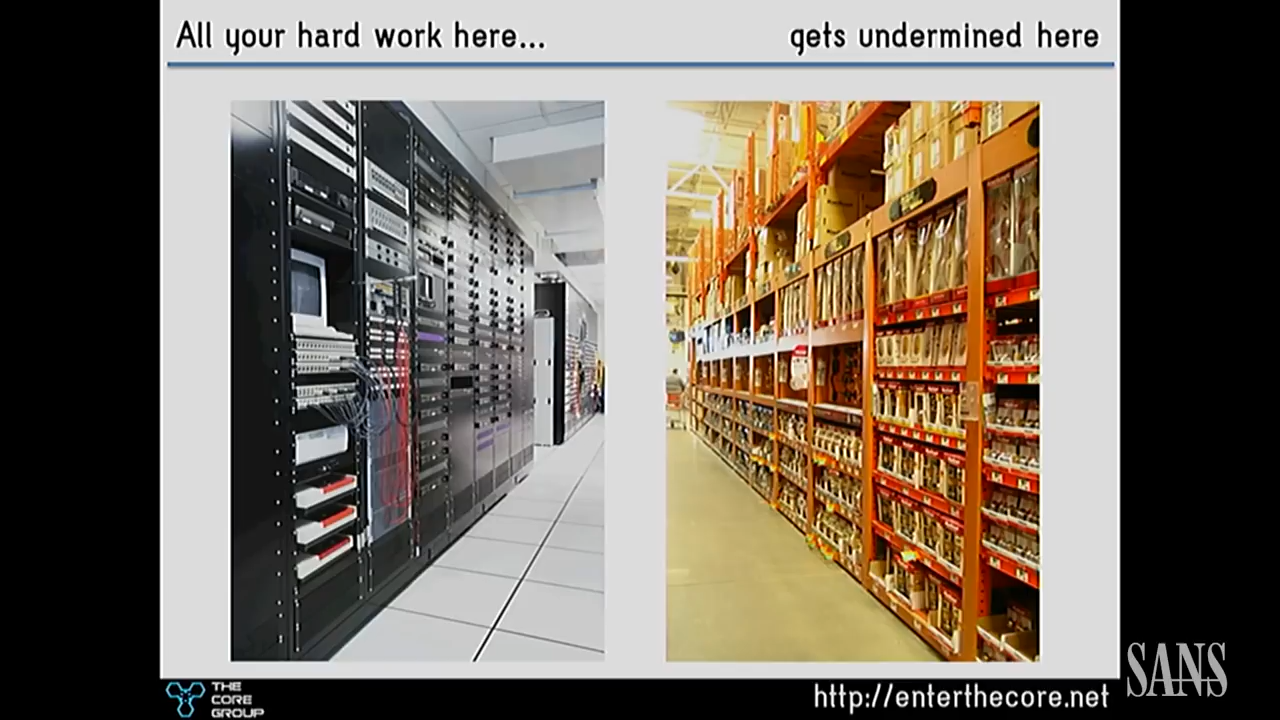 All your hard work here...
gets undermined here
THE
CORE
GROUP
http://enterthecore.net
SANS